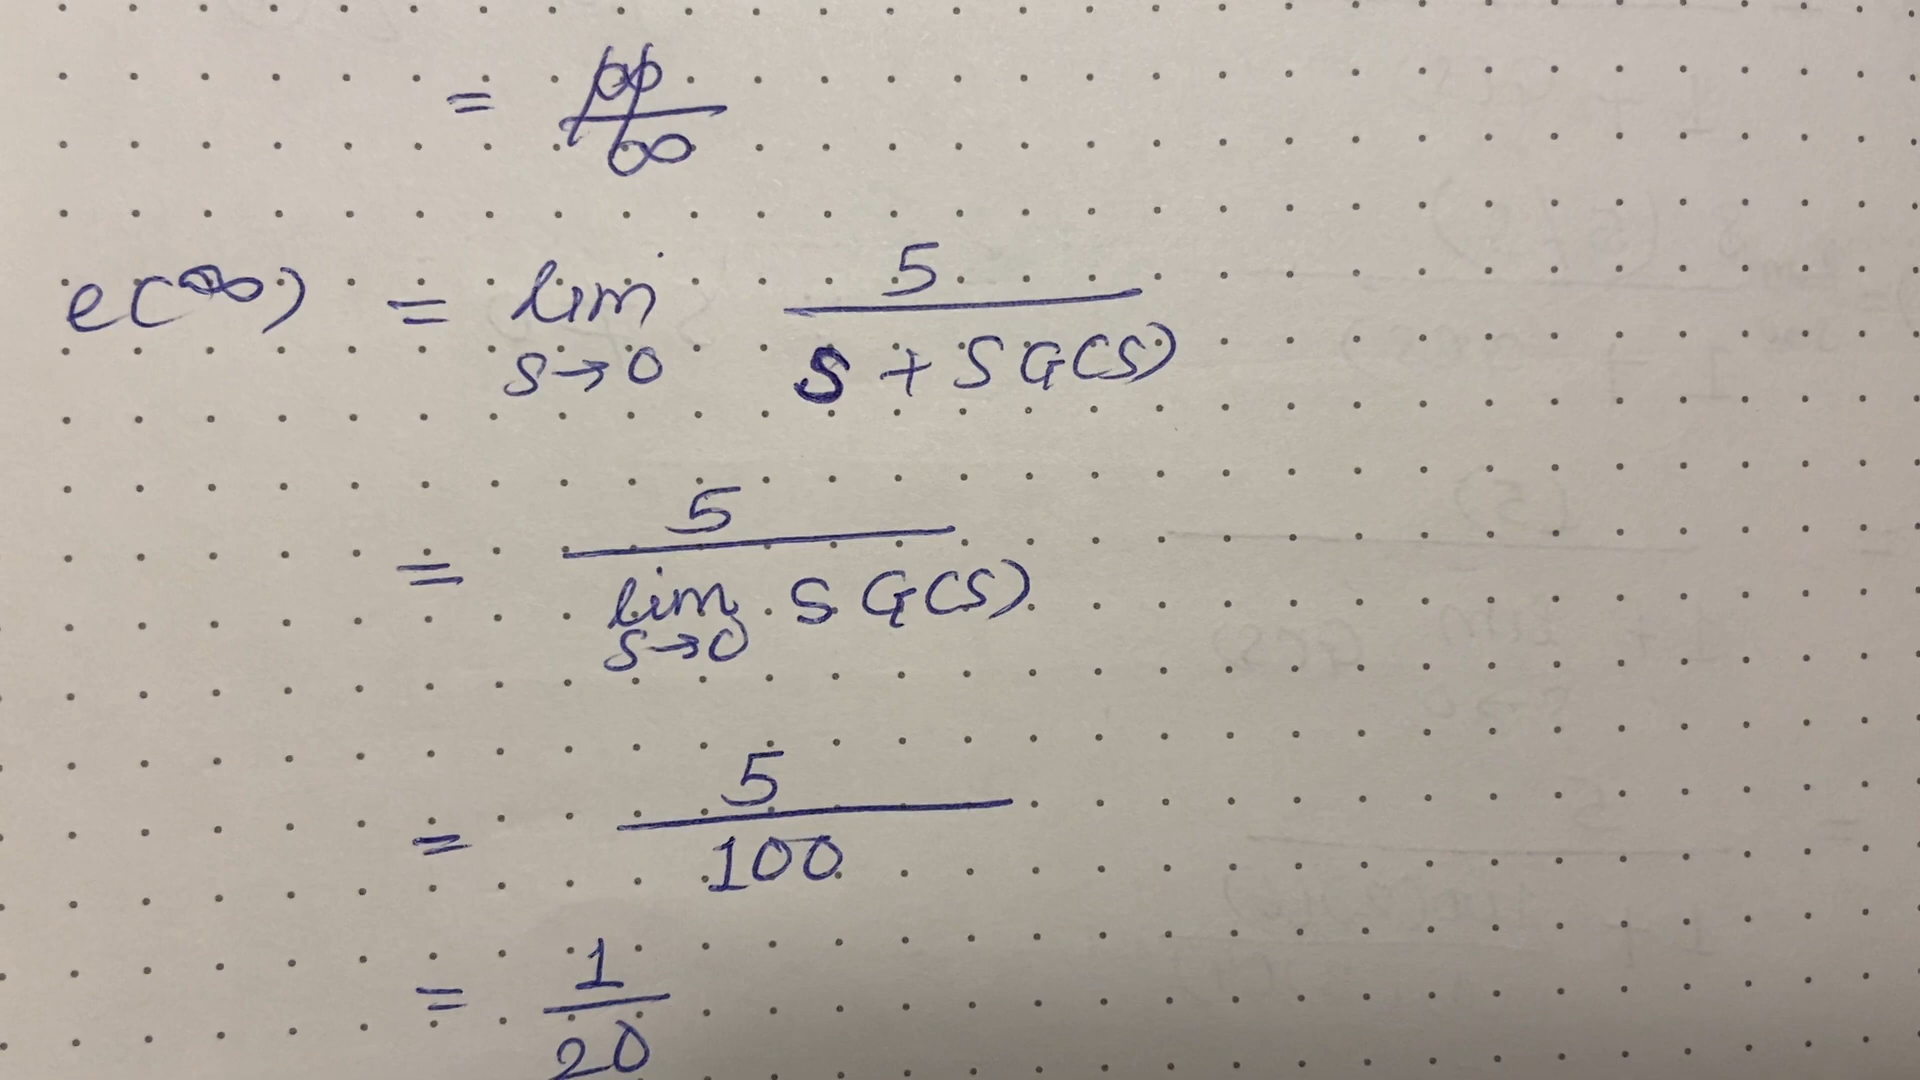 = ∞/∞
e(∞) = lim s→0 5/(s + sG(s))
= 5/(lim s→0 sG(s))
= 5/100
= 1/20